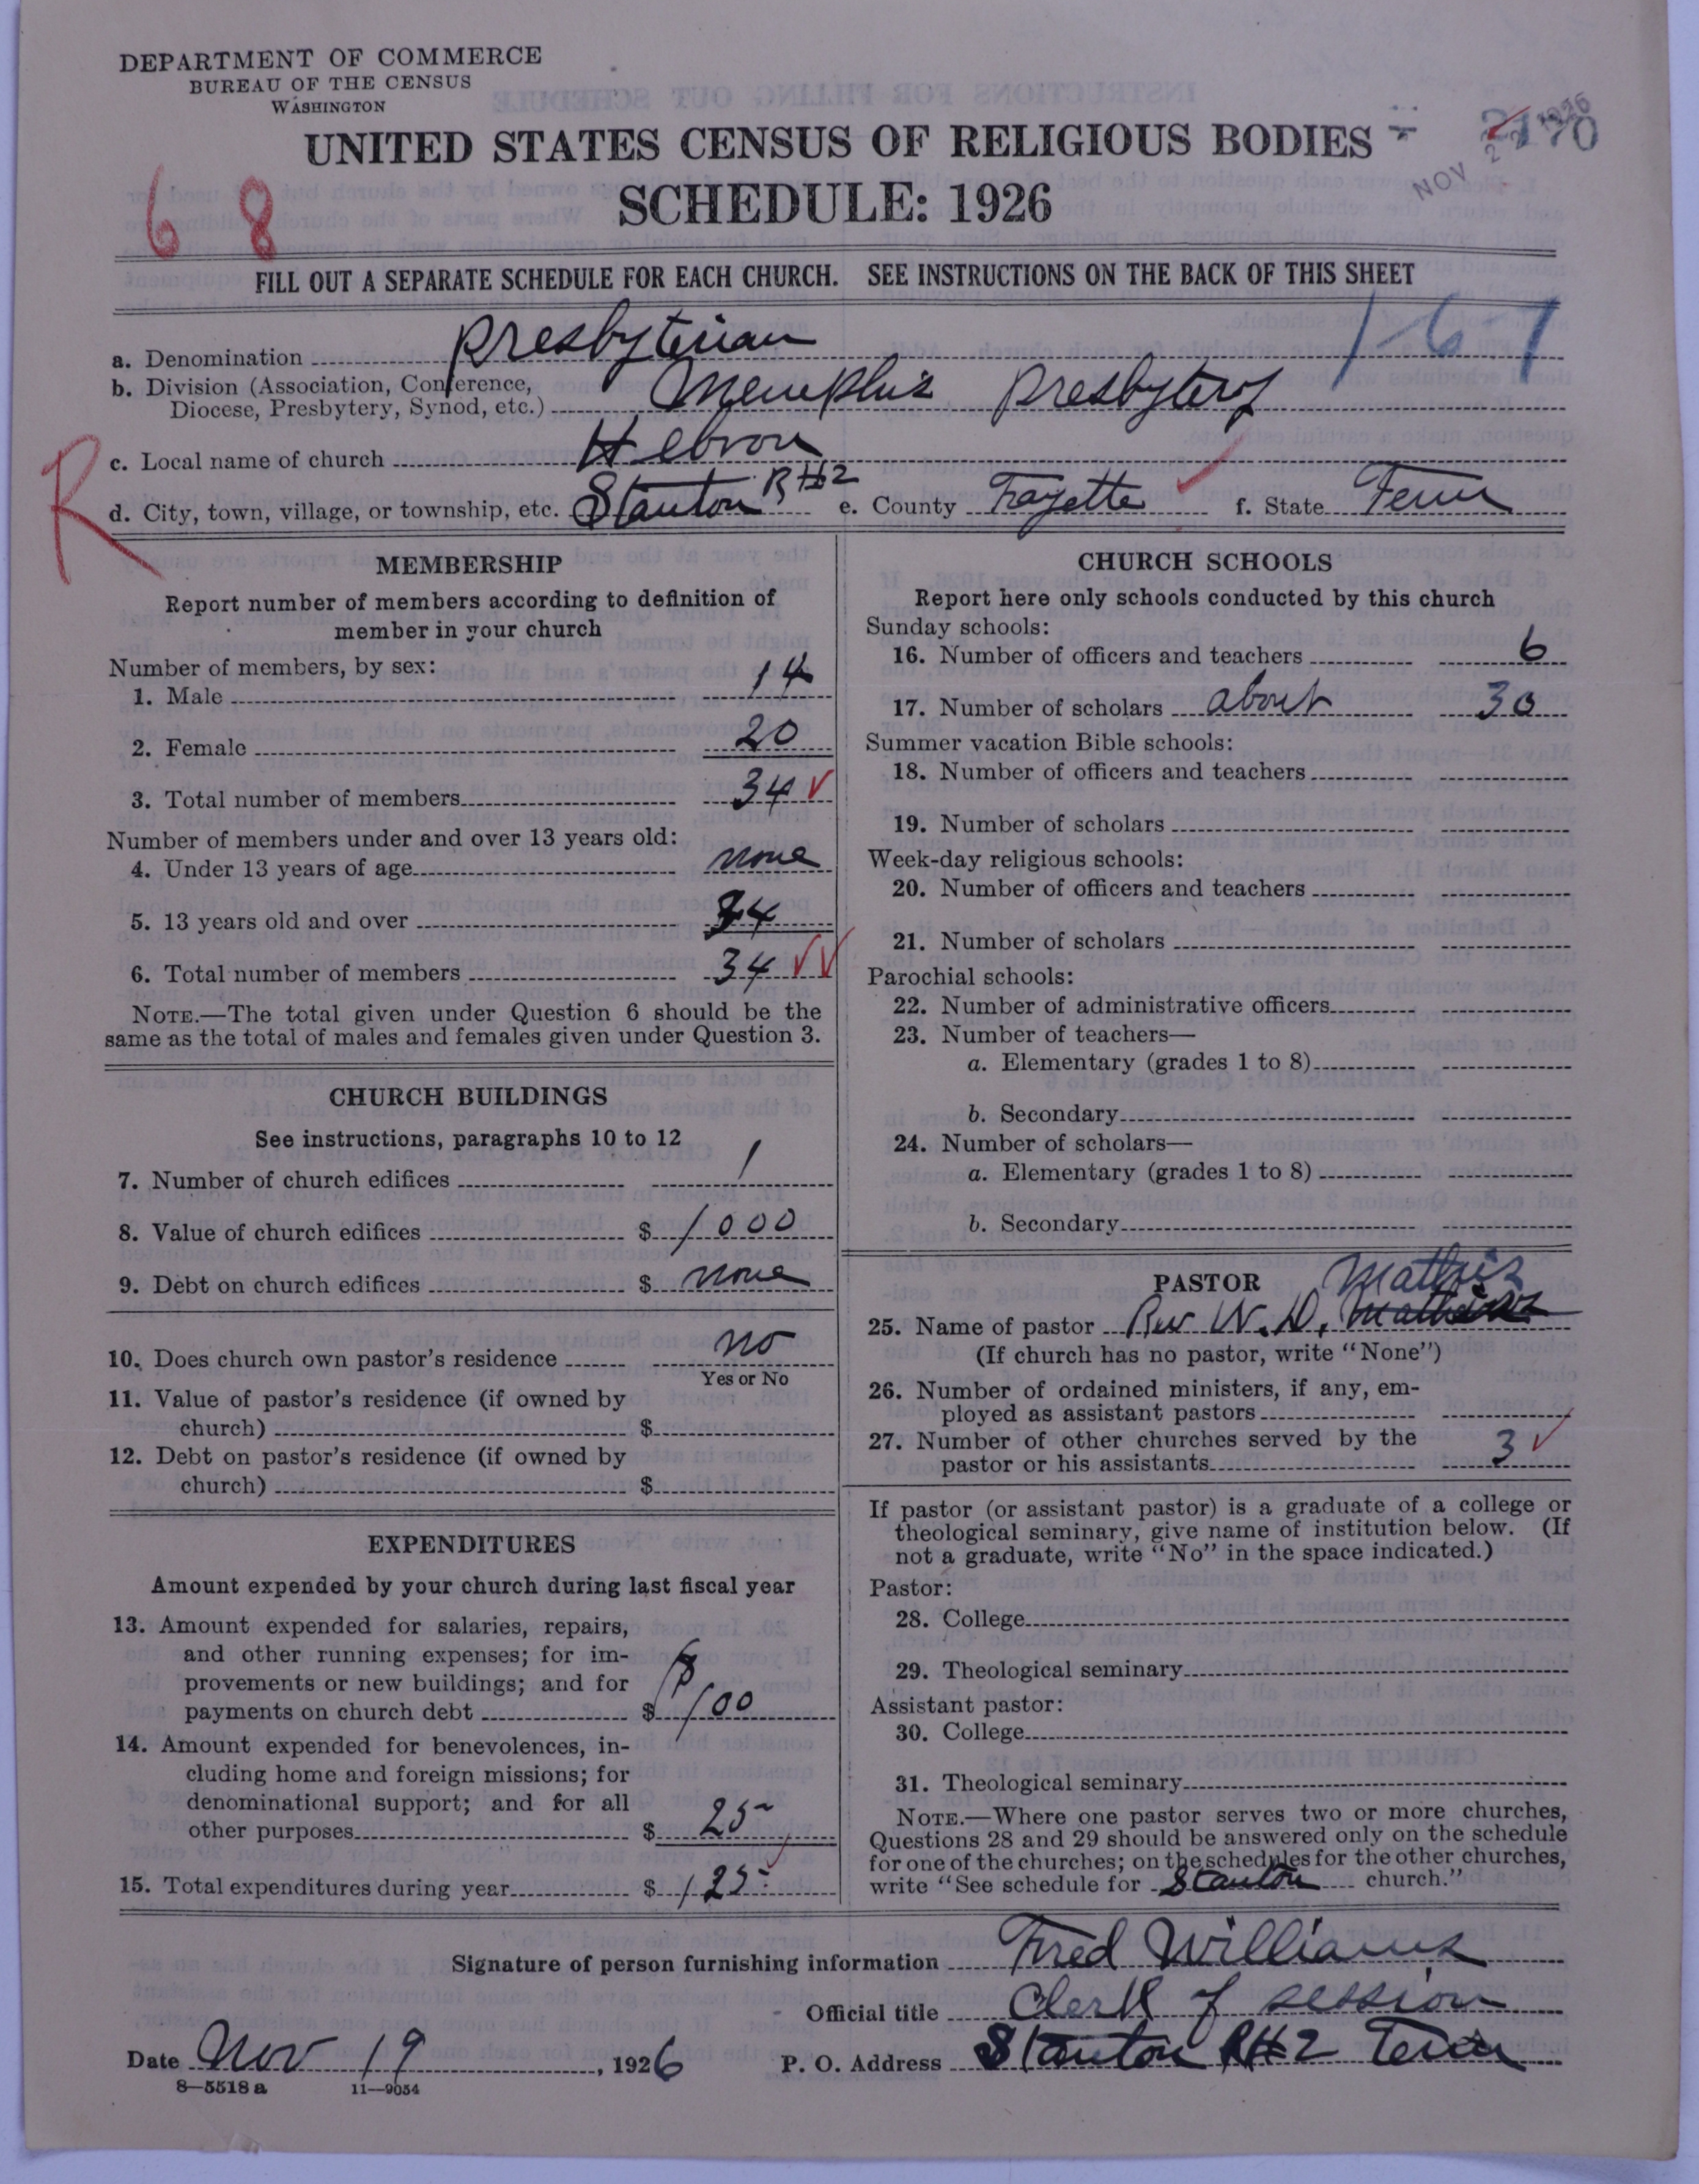 DEPARTMENT OF COMMERCE
BUREAU OF THE CENSUS
WASHINGTON
UNITED STATES CENSUS OF RELIGIOUS BODIES
SCHEDULE: 1926
6 8
NOV 1926
FILL OUT A SEPARATE SCHEDULE FOR EACH CHURCH. SEE INSTRUCTIONS ON THE BACK OF THIS SHEET
1-67
a. Denomination Presbyterian
b. Division (Association, Conference,
Diocese, Presbytery, Synod, etc.) Memphis Presbytery
R
c. Local name of church Hebron
d. City, town, village, or township, etc. Stanton R#2 e. County Fayette f. State Tenn
MEMBERSHIP
Report number of members according to definition of
member in your church
Number of members, by sex:
1. Male 14
2. Female 20
3. Total number of members 34
Number of members under and over 13 years old:
4. Under 13 years of age none
5. 13 years old and over 34
6. Total number of members 34
NOTE.—The total given under Question 6 should be the
same as the total of males and females given under Question 3.
CHURCH BUILDINGS
See instructions, paragraphs 10 to 12
7. Number of church edifices 1
8. Value of church edifices $ 1000
9. Debt on church edifices $ none
10. Does church own pastor's residence no
Yes or No
11. Value of pastor's residence (if owned by
church) $
12. Debt on pastor's residence (if owned by
church) $
EXPENDITURES
Amount expended by your church during last fiscal year
13. Amount expended for salaries, repairs,
and other running expenses; for im-
provements or new buildings; and for
payments on church debt $ 100
14. Amount expended for benevolences, in-
cluding home and foreign missions; for
denominational support; and for all
other purposes $ 25-
15. Total expenditures during year $ 125-
CHURCH SCHOOLS
Report here only schools conducted by this church
Sunday schools:
16. Number of officers and teachers 6
17. Number of scholars about 30
Summer vacation Bible schools:
18. Number of officers and teachers
19. Number of scholars
Week-day religious schools:
20. Number of officers and teachers
21. Number of scholars
Parochial schools:
22. Number of administrative officers
23. Number of teachers—
a. Elementary (grades 1 to 8)
b. Secondary
24. Number of scholars—
a. Elementary (grades 1 to 8)
b. Secondary
PASTOR Mathis
25. Name of pastor Rev W. D.
(If church has no pastor, write "None")
26. Number of ordained ministers, if any, em-
ployed as assistant pastors
27. Number of other churches served by the
pastor or his assistants 3
If pastor (or assistant pastor) is a graduate of a college or
theological seminary, give name of institution below. (If
not a graduate, write "No" in the space indicated.)
Pastor:
28. College
29. Theological seminary
Assistant pastor:
30. College
31. Theological seminary
NOTE.—Where one pastor serves two or more churches,
Questions 28 and 29 should be answered only on the schedule
for one of the churches; on the schedules for the other churches,
write "See schedule for Stanton church."
Signature of person furnishing information Fred Williams
Official title Clerk of session
Date Nov 19, 1926 P. O. Address Stanton R#2 Tenn
8—5518 a 11—9054